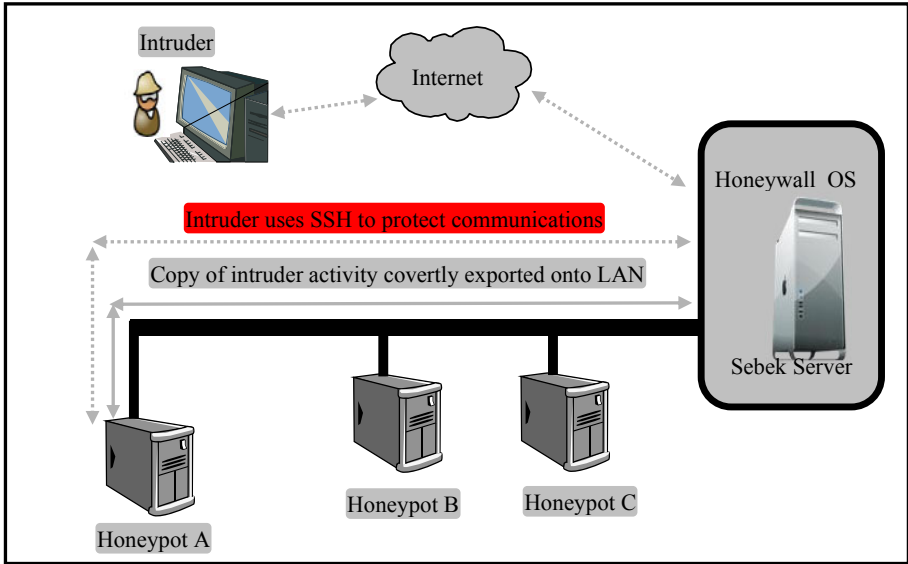 Intruder
Internet
Honeywall OS
Intruder uses SSH to protect communications
Copy of intruder activity covertly exported onto LAN
Sebek Server
Honeypot A
Honeypot B
Honeypot C